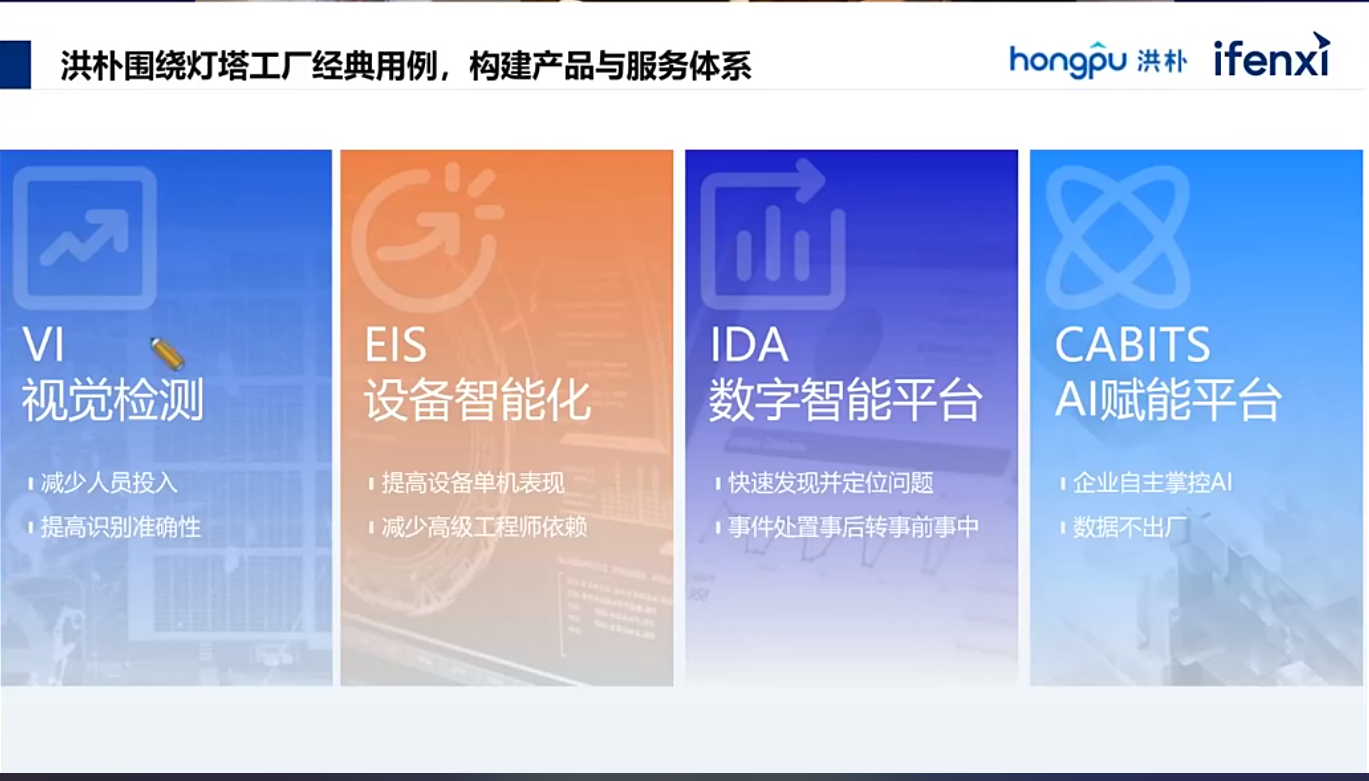 洪朴围绕灯塔工厂经典用例，构建产品与服务体系
hongpu 洪朴
ifenxi
VI
视觉检测
减少人员投入
提高识别准确性
EIS
设备智能化
提高设备单机表现
减少高级工程师依赖
IDA
数字智能平台
快速发现并定位问题
事件处置事后转事前事中
CABITS
AI赋能平台
企业自主掌控AI
数据不出厂